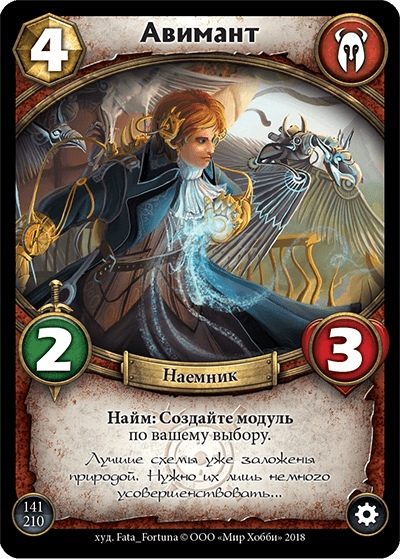 4
Авимант
2
3
Наемник
Найм: Создайте модуль
по вашему выбору.
Лучшие схемы уже заложены
природой. Нужно их лишь немного
усовершенствовать...
141
210
худ. Fata_Fortuna © ООО «Мир Хобби» 2018